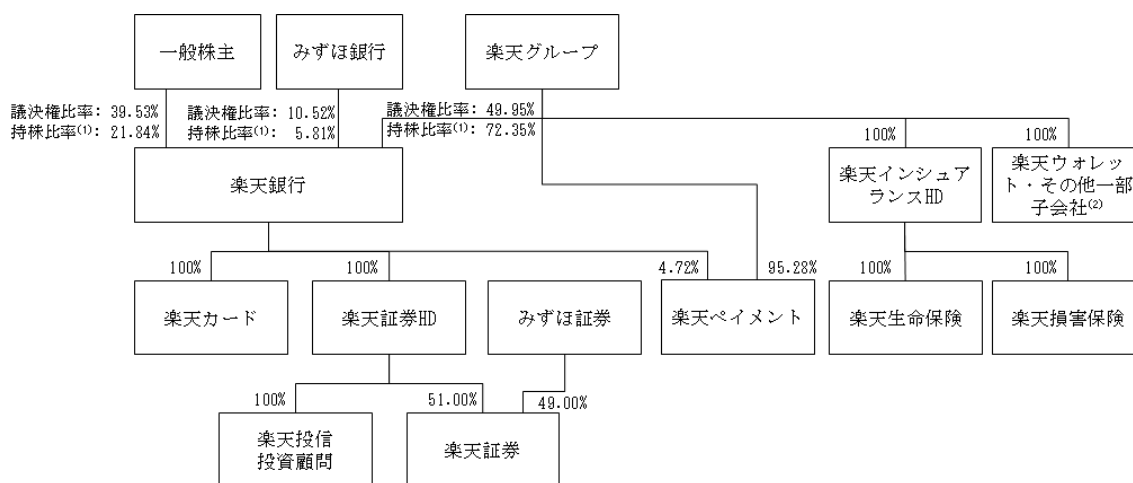 一般株主
みずほ銀行
楽天グループ
議決権比率: 39.53%
持株比率(1): 21.84%
議決権比率: 10.52%
持株比率(1): 5.81%
議決権比率: 49.95%
持株比率(1): 72.35%
100%
100%
楽天銀行
楽天インシュア
ランスHD
楽天ウォレッ
ト・その他一部
子会社(2)
100%
100%
4.72%
95.28%
100%
100%
楽天カード
楽天証券HD
みずほ証券
楽天ペイメント
楽天生命保険
楽天損害保険
100%
51.00%
49.00%
楽天投信
投資顧問
楽天証券